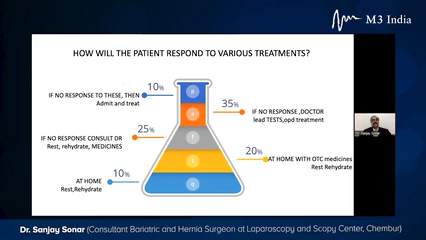 M3 India
HOW WILL THE PATIENT RESPOND TO VARIOUS TREATMENTS?
10%
IF NO RESPONSE TO THESE, THEN
Admit and treat
35%
IF NO RESPONSE ,DOCTOR
lead TESTS,opd treatment
25%
IF NO RESPONSE CONSULT DR
Rest, rehydrate, MEDICINES
20%
AT HOME WITH OTC medicines
Rest Rehydrate
10%
AT HOME
Rest,Rehydrate
Dr. Sanjay Sonar (Consultant Bariatric and Hernia Surgeon at Laparoscopy and Scopy Center, Chembur)